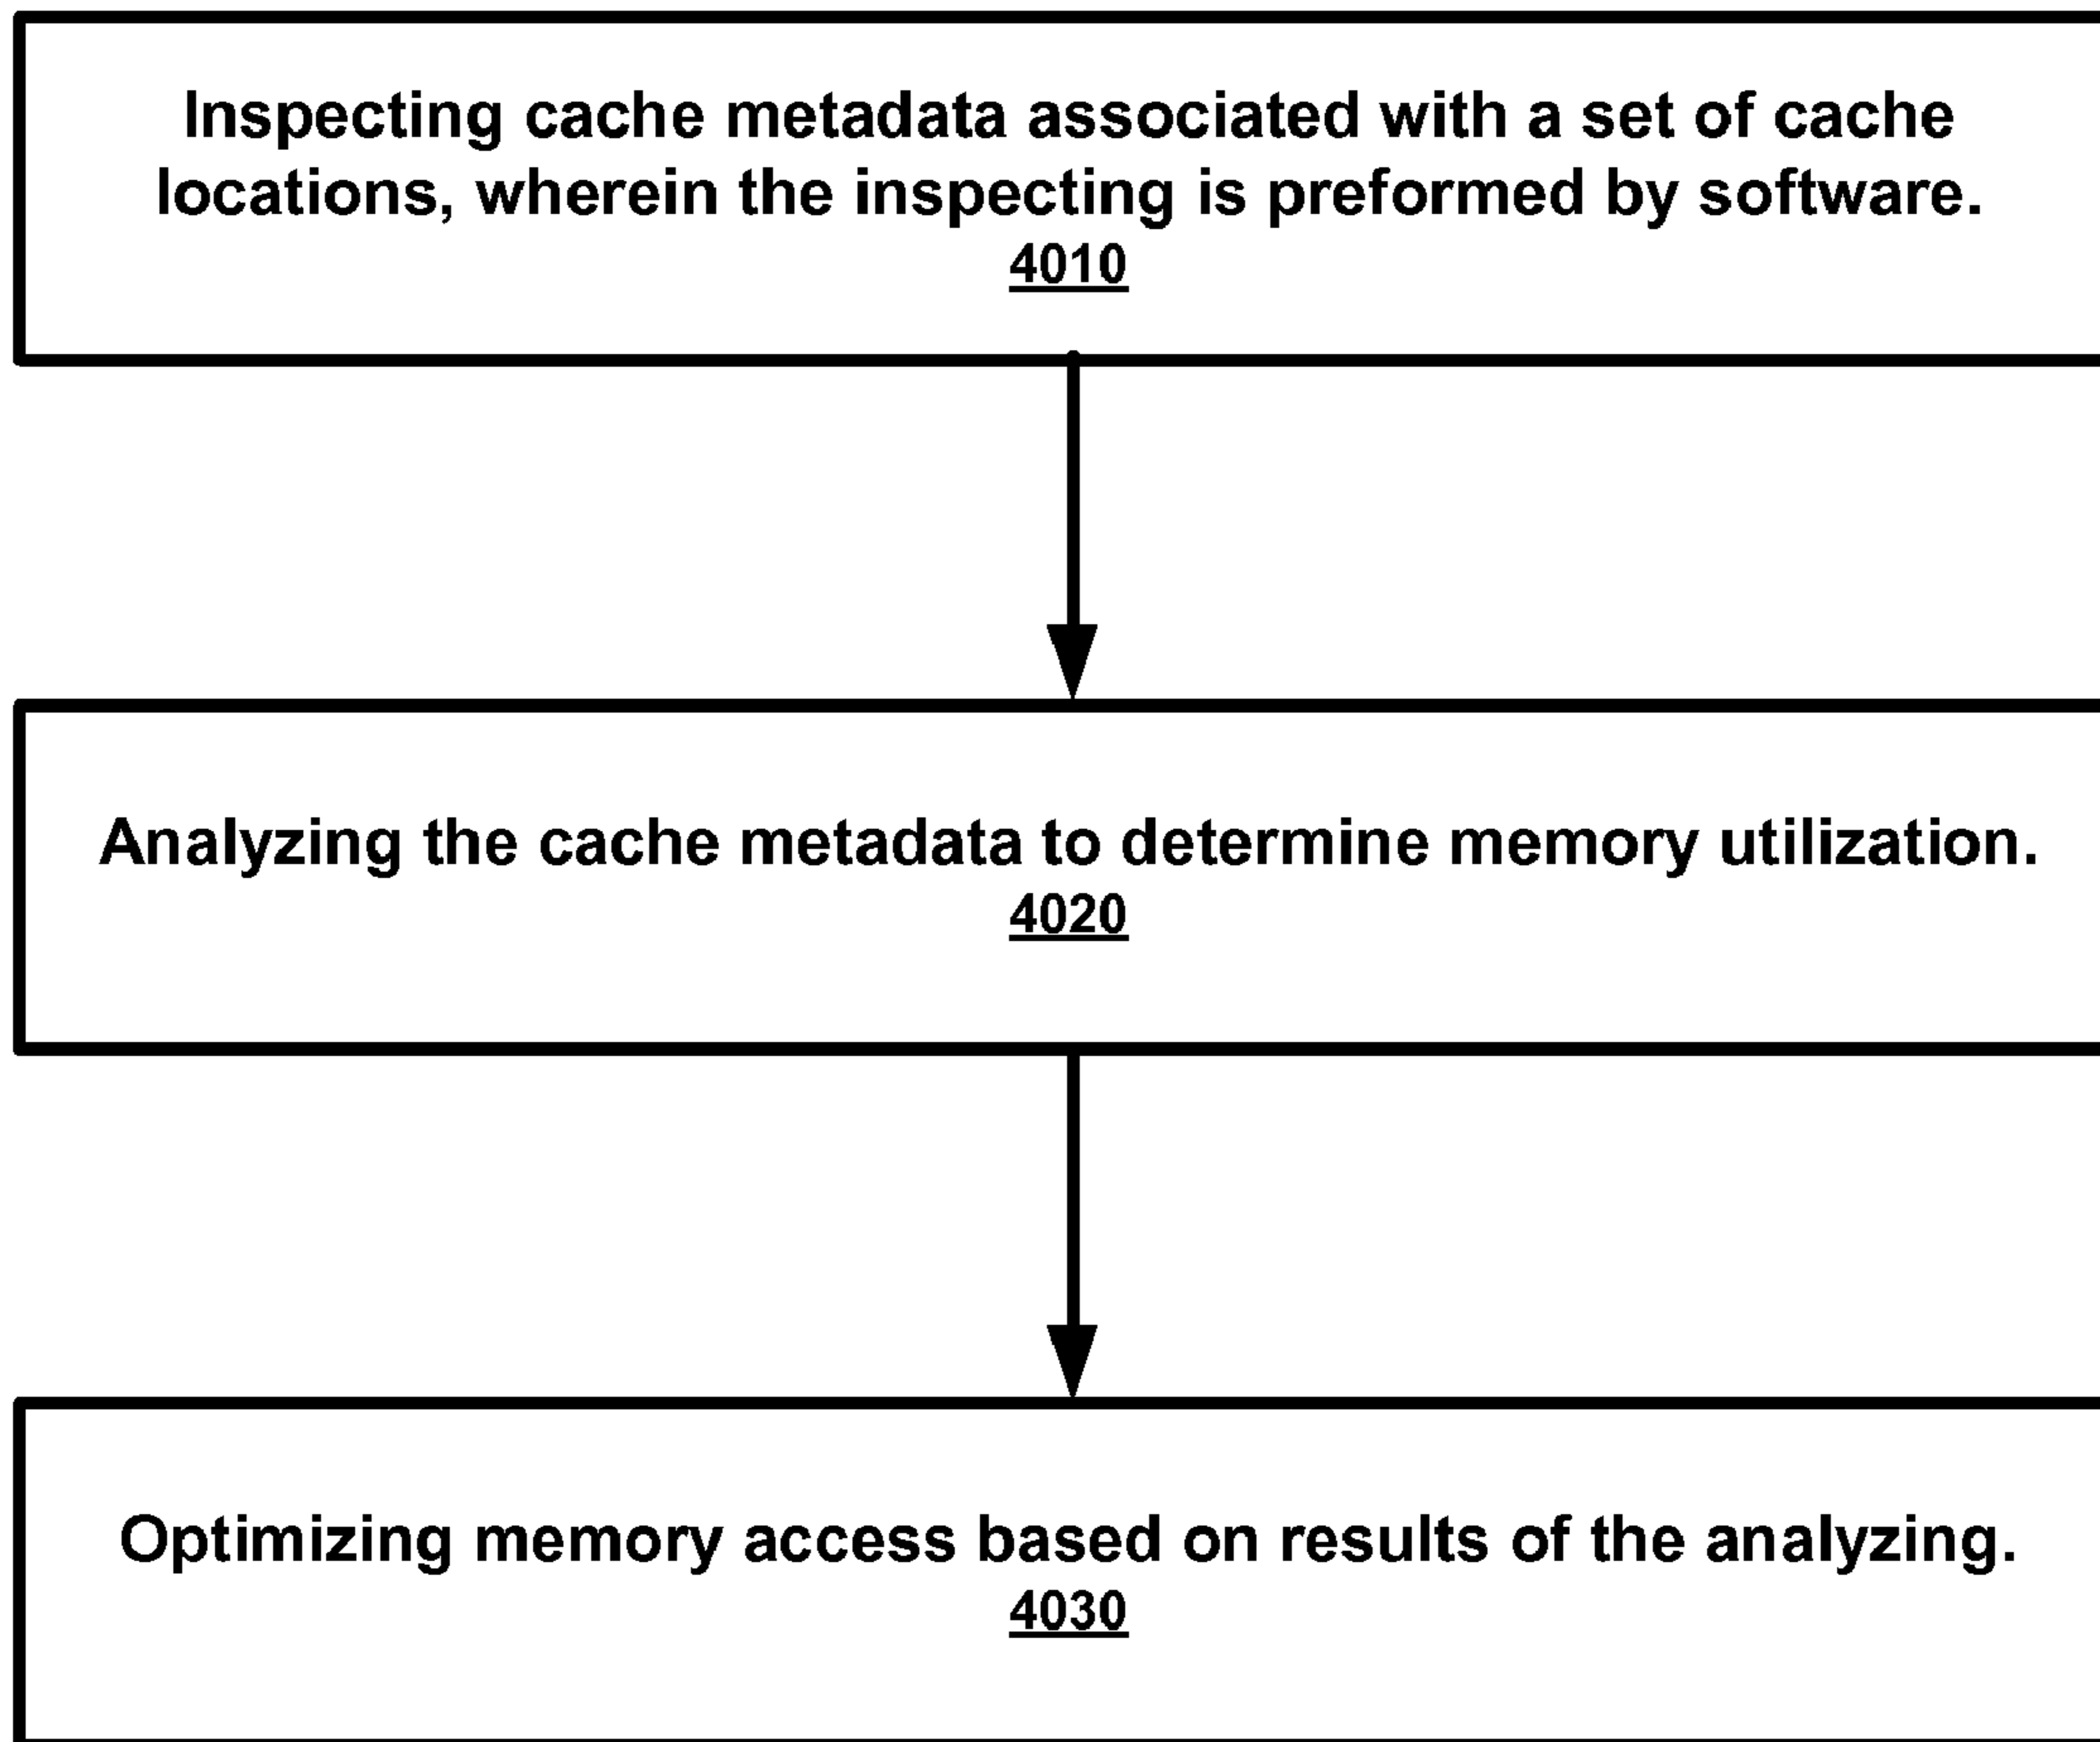 Inspecting cache metadata associated with a set of cache
locations, wherein the inspecting is preformed by software.
4010
Analyzing the cache metadata to determine memory utilization.
4020
Optimizing memory access based on results of the analyzing.
4030